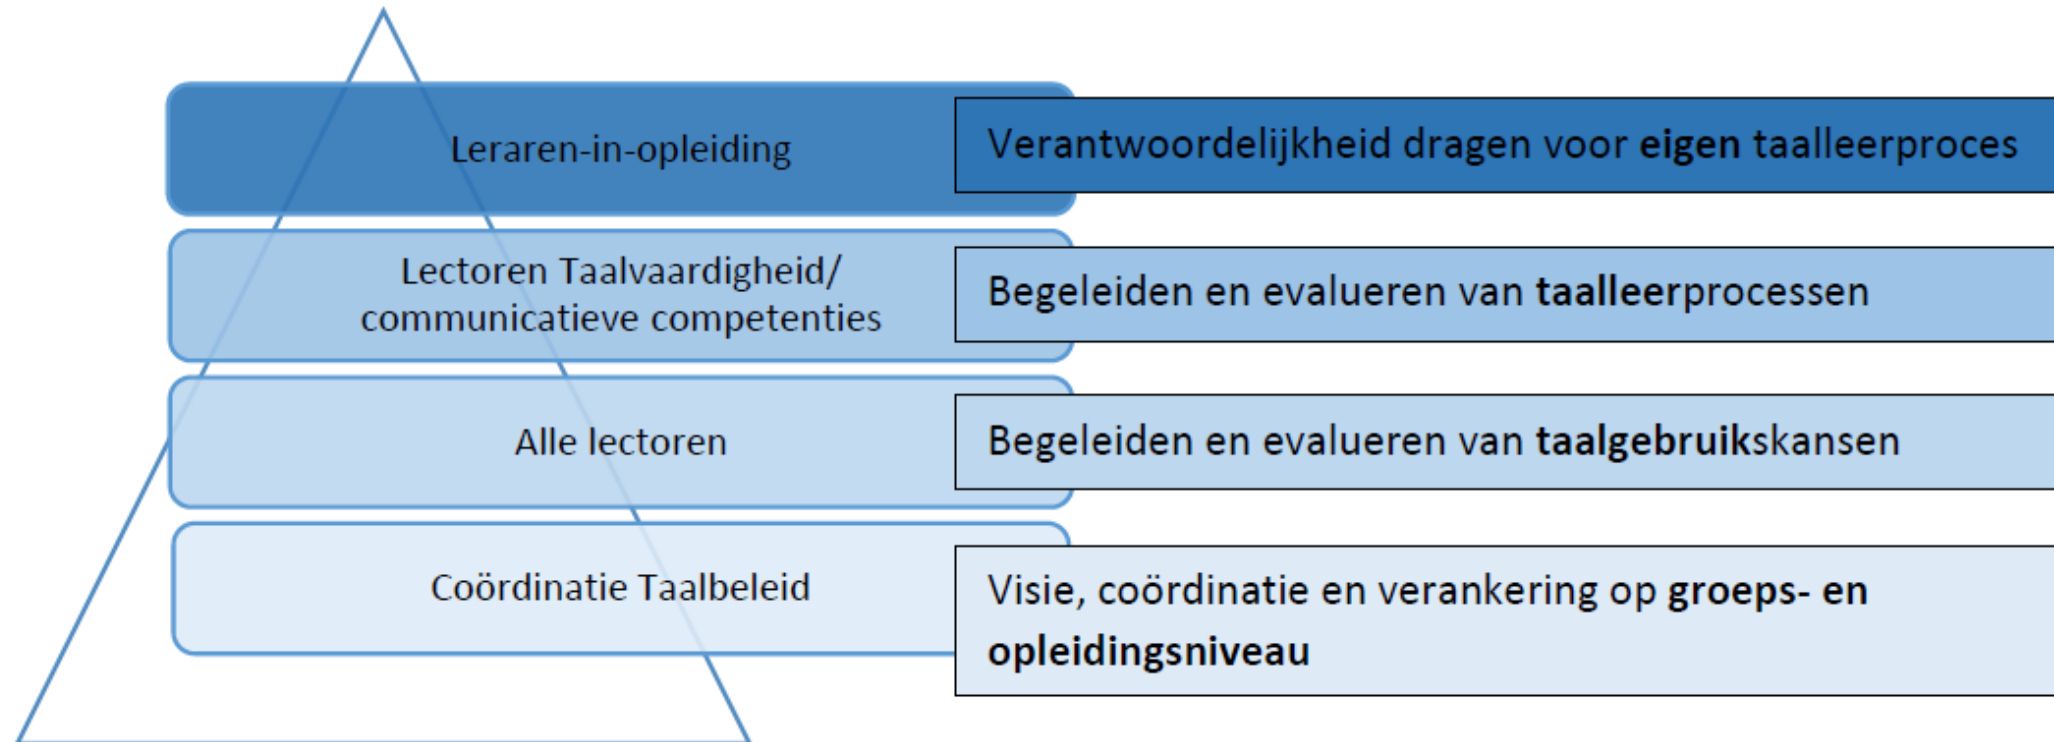 Leraren-in-opleiding
Verantwoordelijkheid dragen voor eigen taalleerproces
Lectoren Taalvaardigheid/
communicatieve competenties
Begeleiden en evalueren van taalleerprocessen
Alle lectoren
Begeleiden en evalueren van taalgebruikskansen
Coördinatie Taalbeleid
Visie, coördinatie en verankering op groeps- en
opleidingsniveau